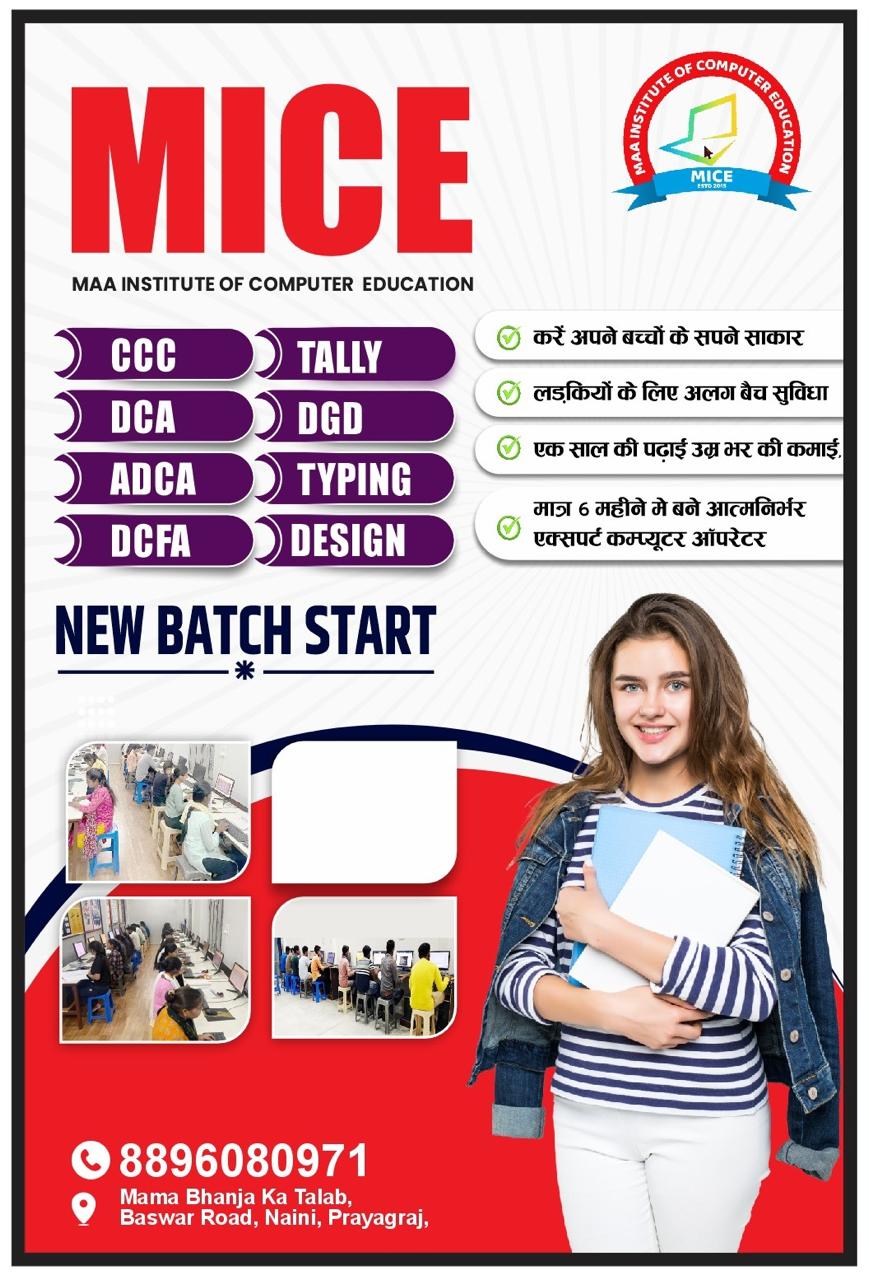 MICE
MAA INSTITUTE OF COMPUTER EDUCATION
MAA INSTITUTE OF COMPUTER EDUCATION
MICE
ESTD 2015
CCC
TALLY
DCA
DGD
ADCA
TYPING
DCFA
DESIGN
करें अपने बच्चों के सपने साकार
लड़कियों के लिए अलग बैच सुविधा
एक साल की पढ़ाई उम्र भर की कमाई.
मात्र 6 महीने मे बने आत्मनिर्भर
एक्सपर्ट कम्प्यूटर ऑपरेटर
NEW BATCH START
8896080971
Mama Bhanja Ka Talab,
Baswar Road, Naini, Prayagraj,